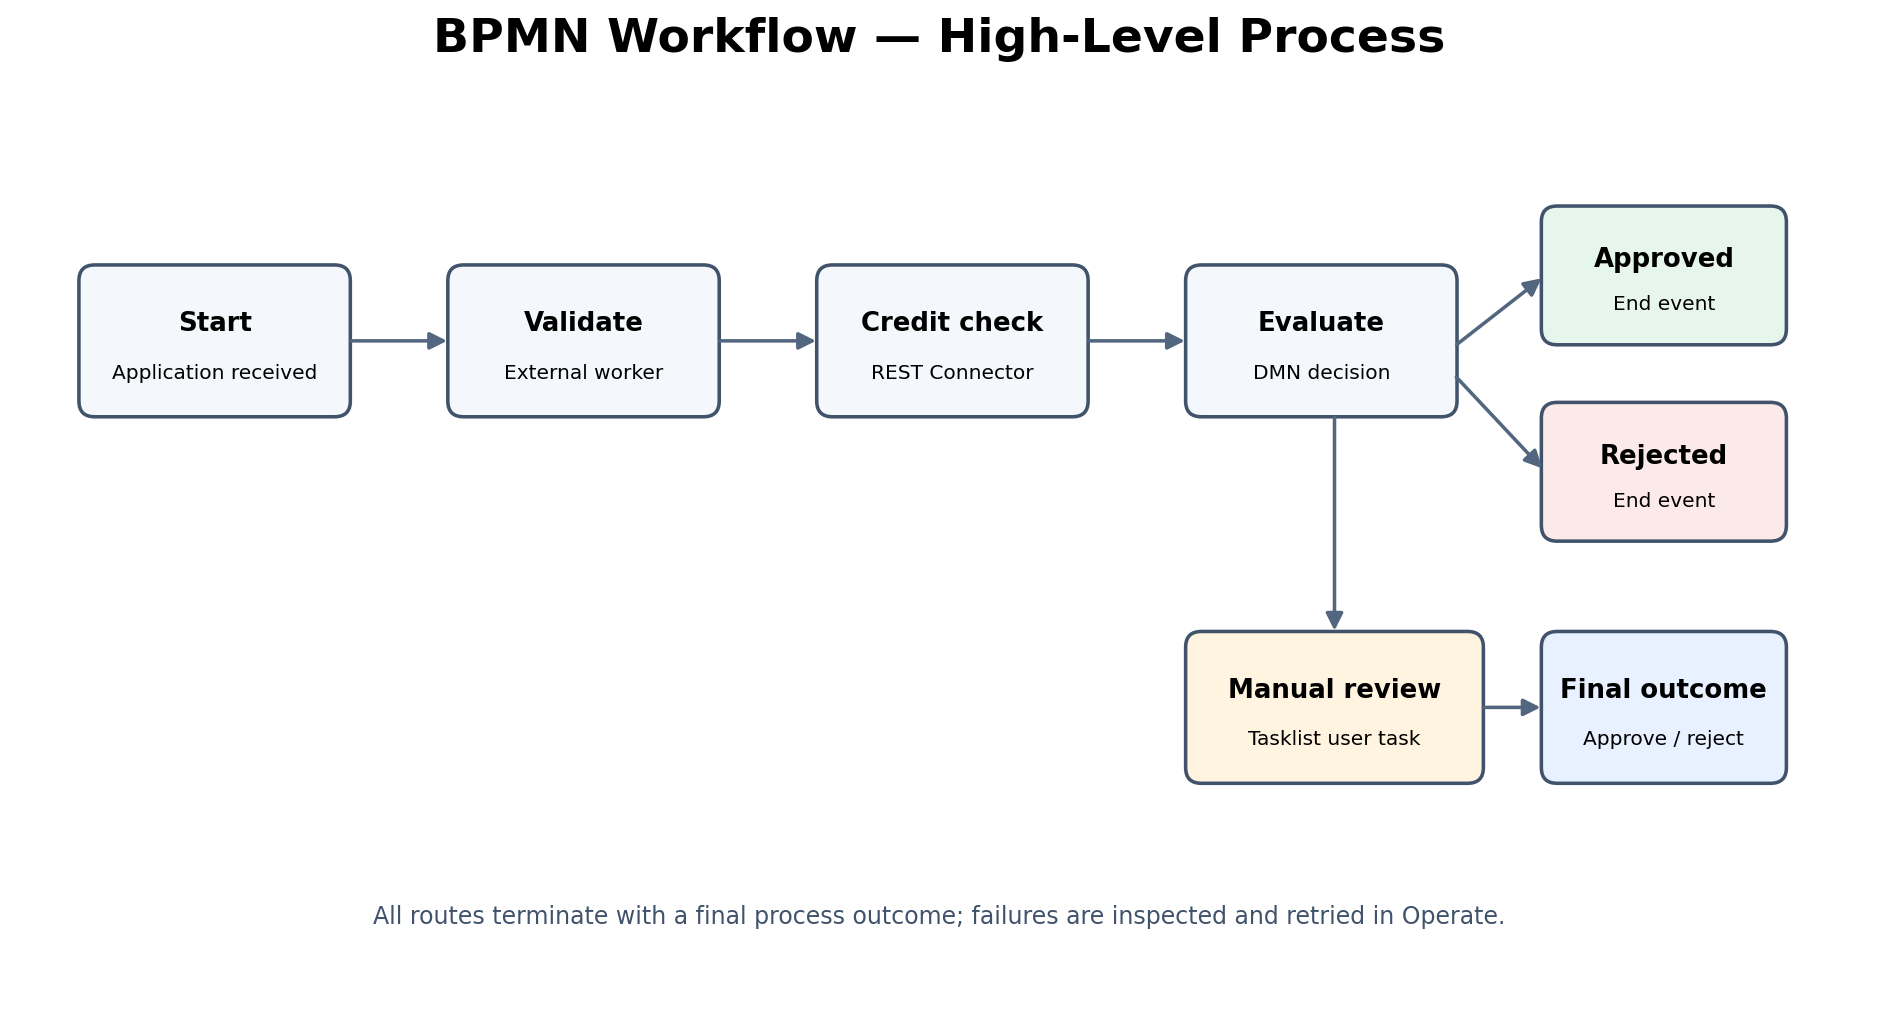 BPMN Workflow — High-Level Process
Start
Application received
Validate
External worker
Credit check
REST Connector
Evaluate
DMN decision
Approved
End event
Rejected
End event
Manual review
Tasklist user task
Final outcome
Approve / reject
All routes terminate with a final process outcome; failures are inspected and retried in Operate.